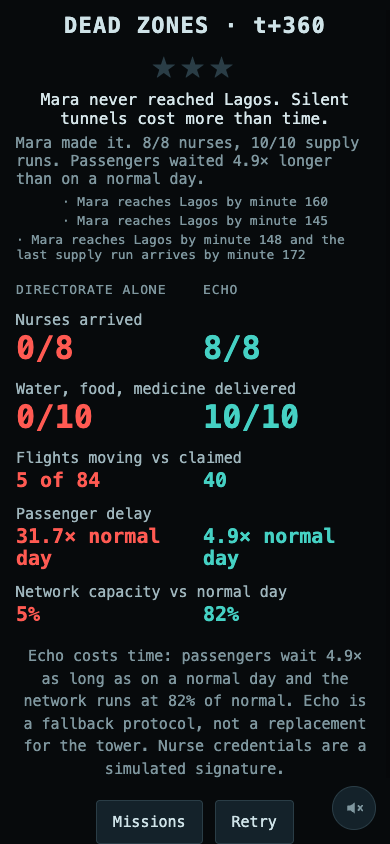 DEAD ZONES · t+360
Mara never reached Lagos. Silent
tunnels cost more than time.
Mara made it. 8/8 nurses, 10/10 supply
runs. Passengers waited 4.9× longer
than on a normal day.
· Mara reaches Lagos by minute 160
· Mara reaches Lagos by minute 145
· Mara reaches Lagos by minute 148 and the
last supply run arrives by minute 172
DIRECTORATE ALONE ECHO
Nurses arrived
0/8 8/8
Water, food, medicine delivered
0/10 10/10
Flights moving vs claimed
5 of 84 40
Passenger delay
31.7× normal 4.9× normal
day day
Network capacity vs normal day
5% 82%
Echo costs time: passengers wait 4.9×
as long as on a normal day and the
network runs at 82% of normal. Echo is
a fallback protocol, not a replacement
for the tower. Nurse credentials are a
simulated signature.
Missions Retry